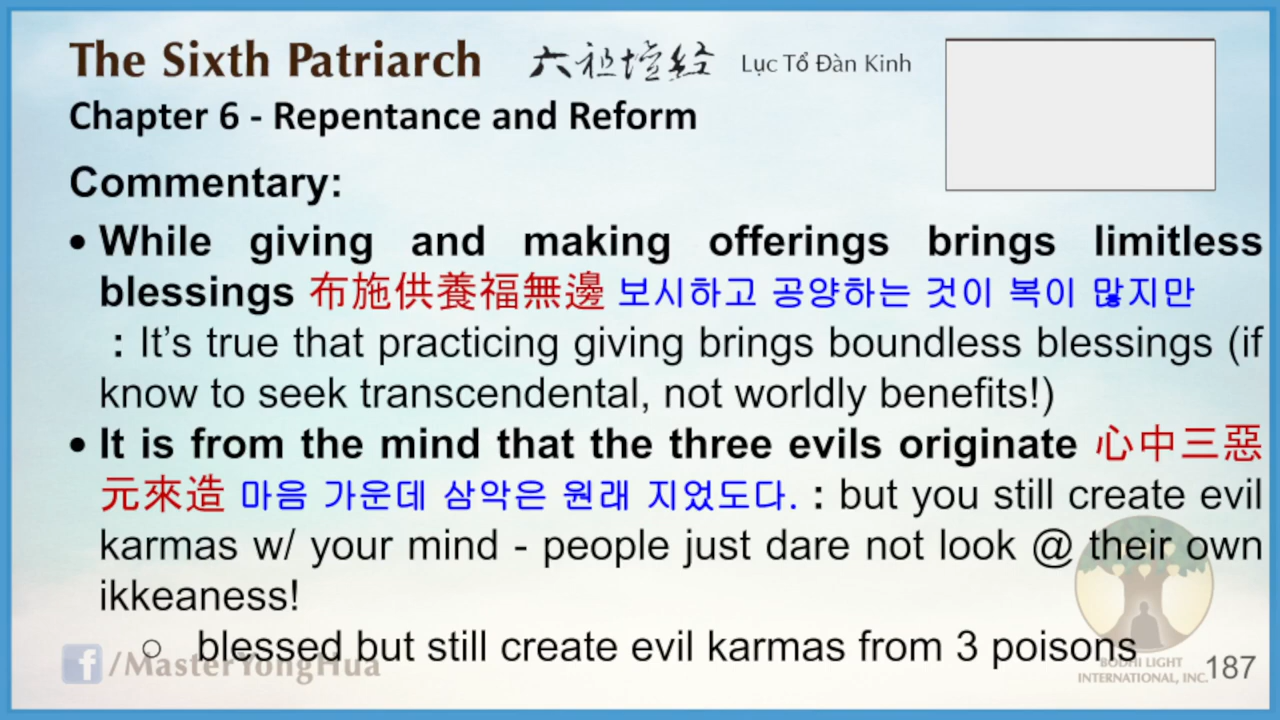 The Sixth Patriarch 六祖壇経 Lục Tổ Đàn Kinh
Chapter 6 - Repentance and Reform
Commentary:
• While giving and making offerings brings limitless
blessings 布施供養福無邊 보시하고 공양하는 것이 복이 많지만
: It’s true that practicing giving brings boundless blessings (if
know to seek transcendental, not worldly benefits!)
• It is from the mind that the three evils originate 心中三惡
元來造 마음 가운데 삼악은 원래 지었도다. : but you still create evil
karmas w/ your mind - people just dare not look @ their own
ikkeaness!
○ blessed but still create evil karmas from 3 poisons
f /MasterYongHua
BODHI LIGHT
INTERNATIONAL, INC.
187